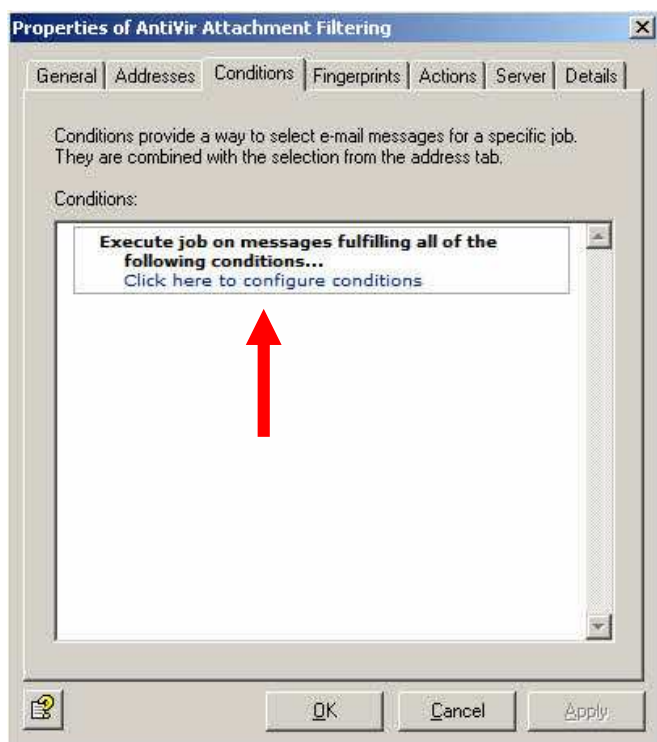 Properties of AntiVir Attachment Filtering
General Addresses Conditions Fingerprints Actions Server Details
Conditions provide a way to select e-mail messages for a specific job.
They are combined with the selection from the address tab.
Conditions:
Execute job on messages fulfilling all of the
following conditions...
Click here to configure conditions
OK Cancel Apply